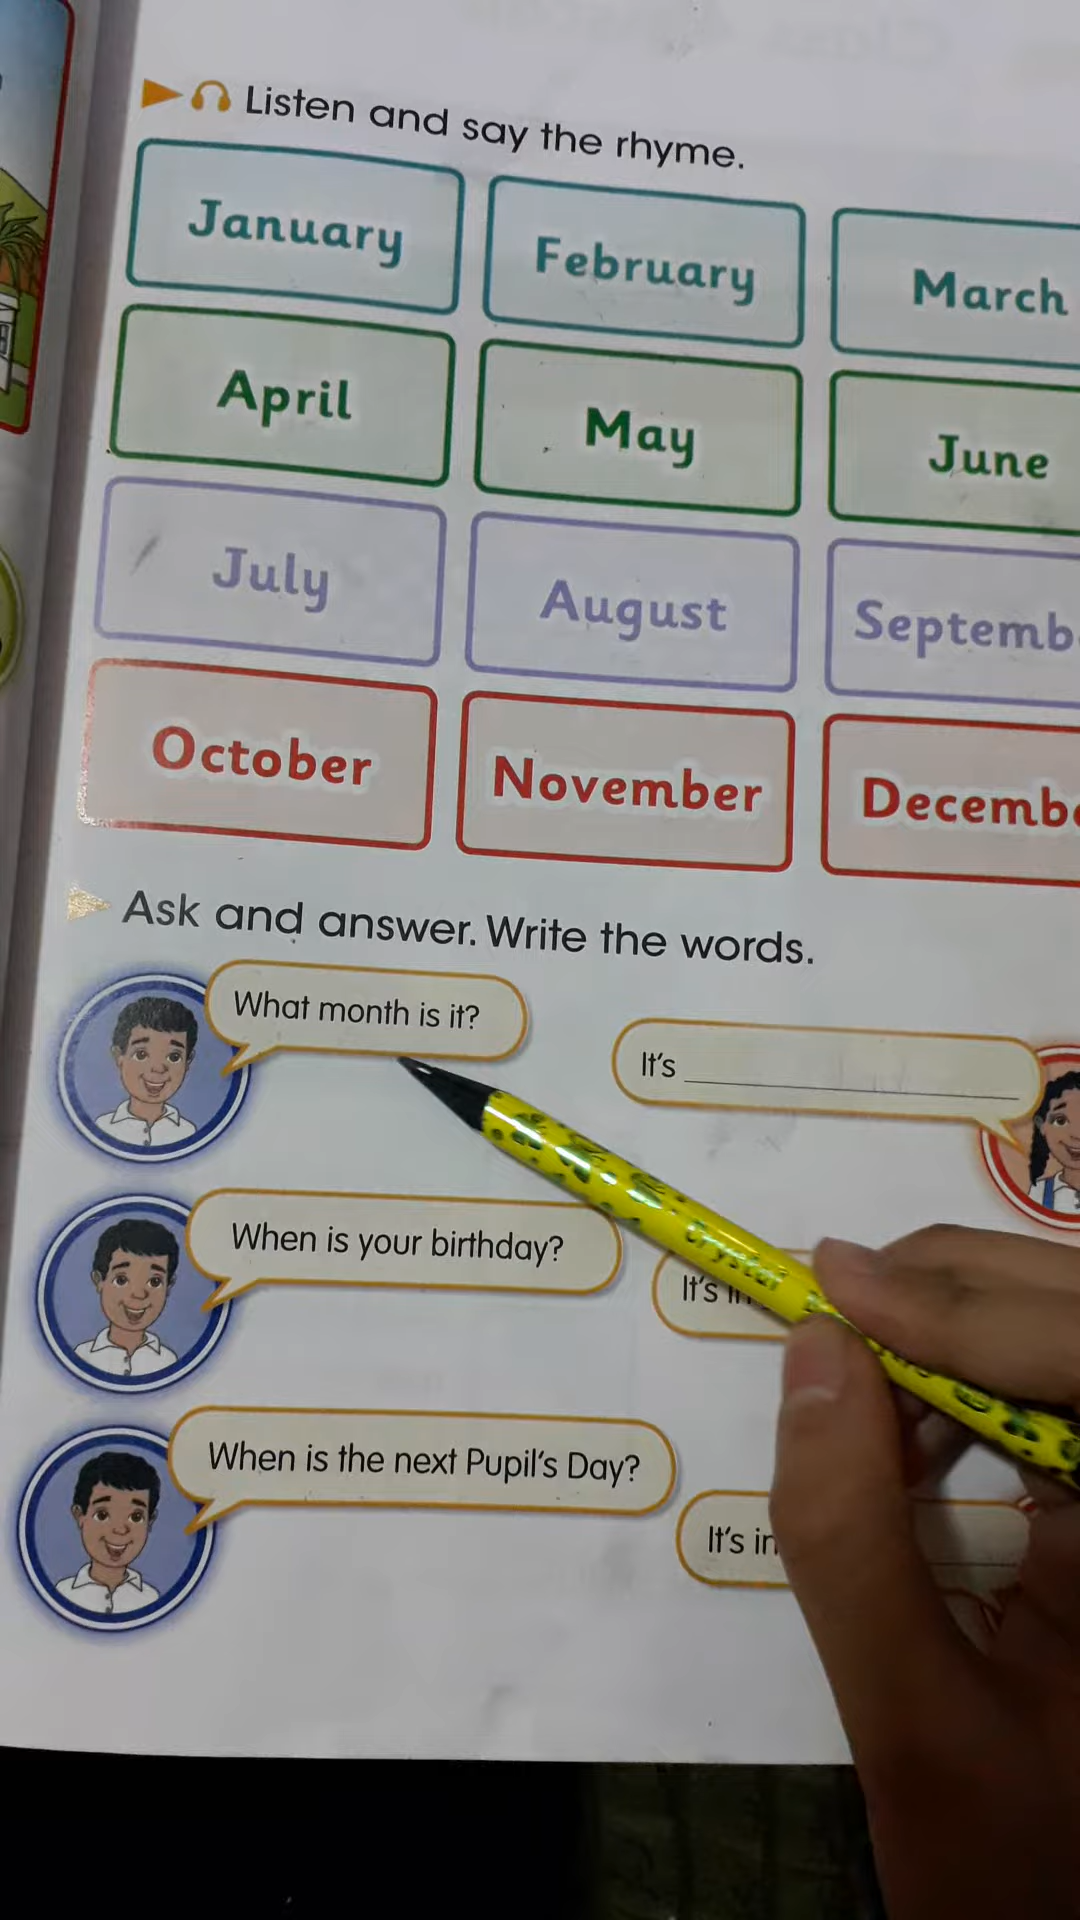 Listen and say the rhyme.
January February March
April May June
July August Septemb
October November Decemb
Ask and answer. Write the words.
What month is it?
It's
When is your birthday?
It's in
When is the next Pupil's Day?
It's in
Crystal